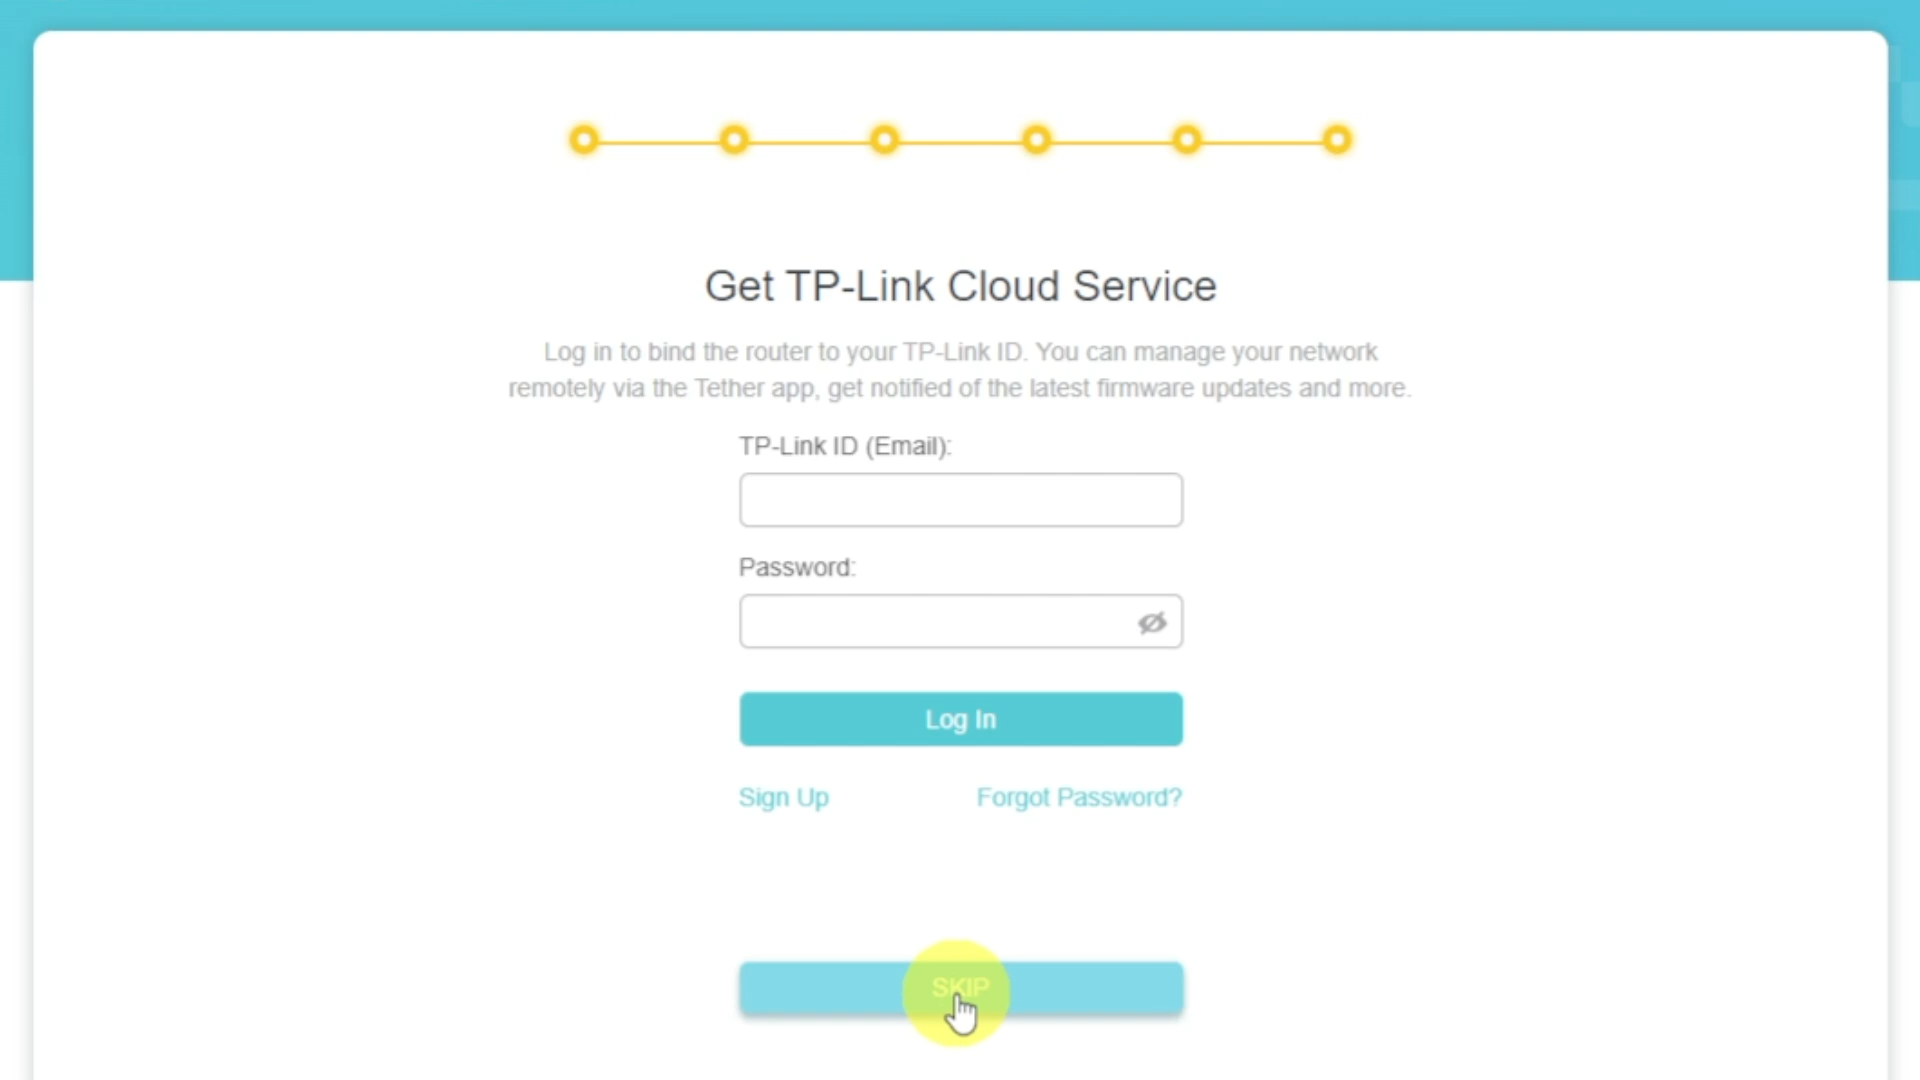 Get TP-Link Cloud Service
Log in to bind the router to your TP-Link ID. You can manage your network
remotely via the Tether app, get notified of the latest firmware updates and more.
TP-Link ID (Email):
Password:
Log In
Sign Up Forgot Password?
SKIP